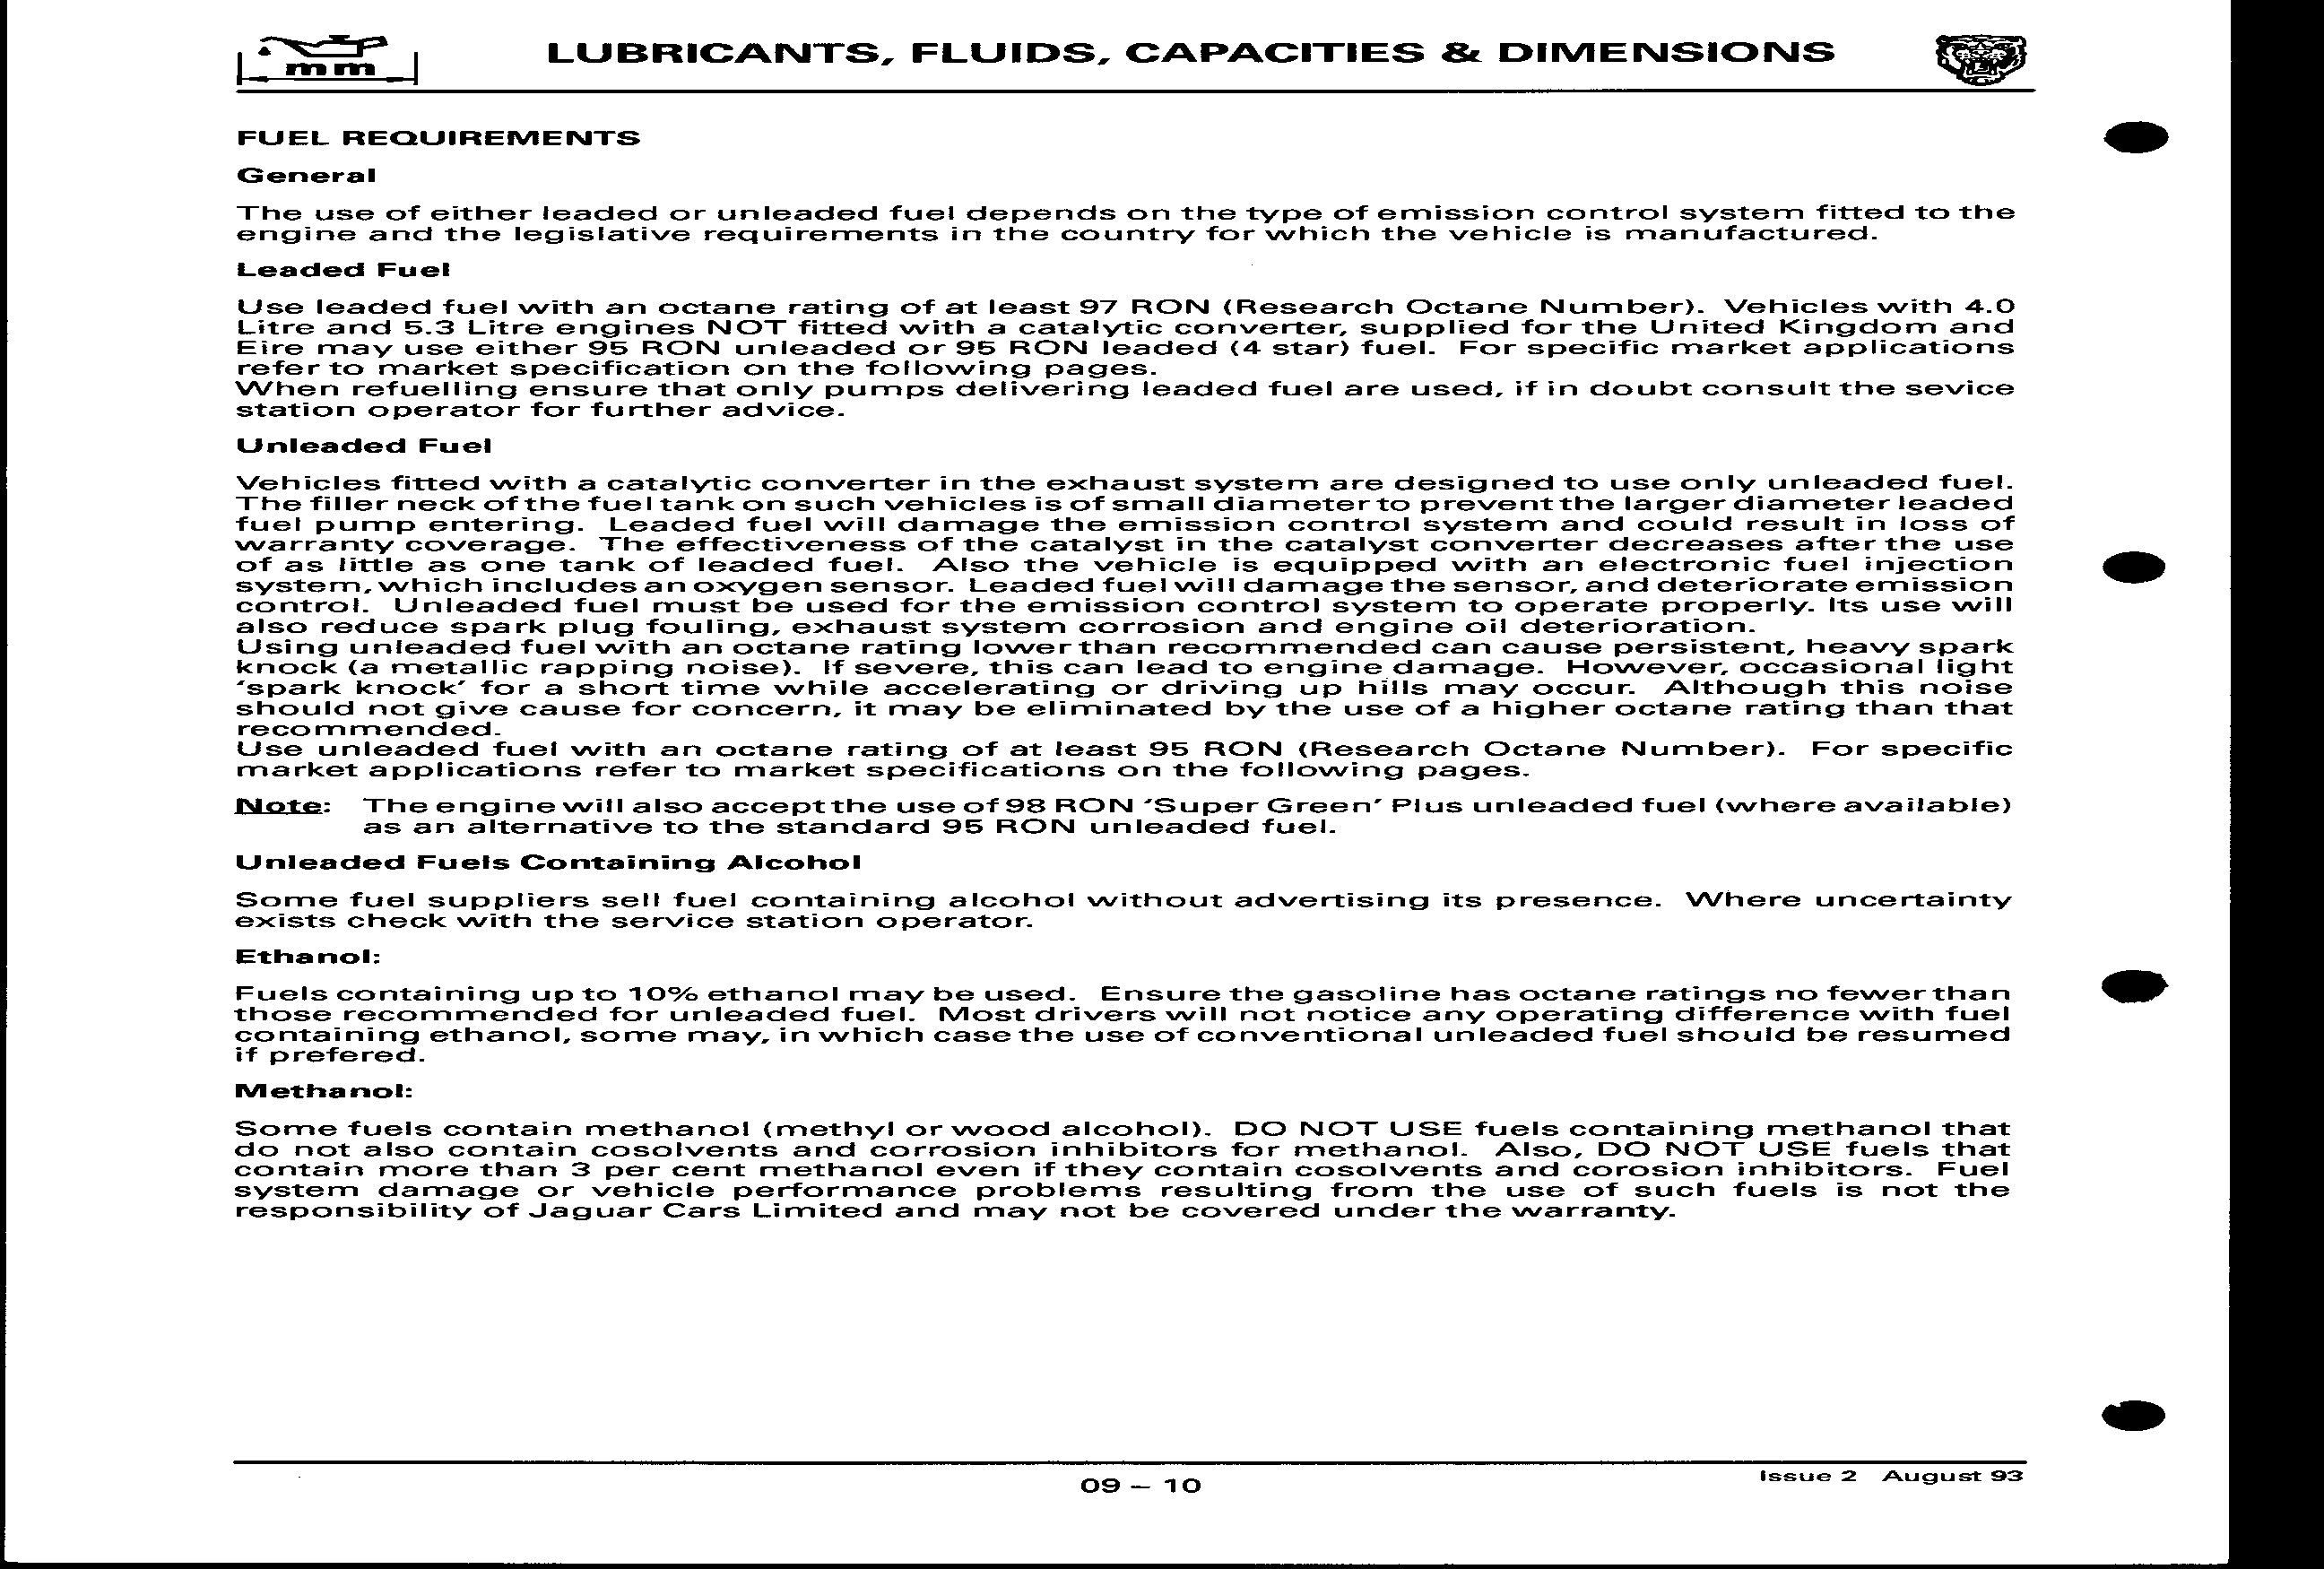 mm
LUBRICANTS, FLUIDS, CAPACITIES & DIMENSIONS
FUEL REQUIREMENTS
General
The use of either leaded or unleaded fuel depends on the type of emission control system fitted to the
engine and the legislative requirements in the country for which the vehicle is manufactured.
Leaded Fuel
Use leaded fuel with an octane rating of at least 97 RON (Research Octane Number). Vehicles with 4.0
Litre and 5.3 Litre engines NOT fitted with a catalytic converter, supplied for the United Kingdom and
Eire may use either 95 RON unleaded or 95 RON leaded (4 star) fuel. For specific market applications
refer to market specification on the following pages.
When refuelling ensure that only pumps delivering leaded fuel are used, if in doubt consult the sevice
station operator for further advice.
Unleaded Fuel
Vehicles fitted with a catalytic converter in the exhaust system are designed to use only unleaded fuel.
The filler neck of the fuel tank on such vehicles is of small diameter to prevent the larger diameter leaded
fuel pump entering. Leaded fuel will damage the emission control system and could result in loss of
warranty coverage. The effectiveness of the catalyst in the catalyst converter decreases after the use
of as little as one tank of leaded fuel. Also the vehicle is equipped with an electronic fuel injection
system, which includes an oxygen sensor. Leaded fuel will damage the sensor, and deteriorate emission
control. Unleaded fuel must be used for the emission control system to operate properly. Its use will
also reduce spark plug fouling, exhaust system corrosion and engine oil deterioration.
Using unleaded fuel with an octane rating lower than recommended can cause persistent, heavy spark
knock (a metallic rapping noise). If severe, this can lead to engine damage. However, occasional light
'spark knock' for a short time while accelerating or driving up hills may occur. Although this noise
should not give cause for concern, it may be eliminated by the use of a higher octane rating than that
recommended.
Use unleaded fuel with an octane rating of at least 95 RON (Research Octane Number). For specific
market applications refer to market specifications on the following pages.
Note: The engine will also accept the use of 98 RON 'Super Green' Plus unleaded fuel (where available)
as an alternative to the standard 95 RON unleaded fuel.
Unleaded Fuels Containing Alcohol
Some fuel suppliers sell fuel containing alcohol without advertising its presence. Where uncertainty
exists check with the service station operator.
Ethanol:
Fuels containing up to 10% ethanol may be used. Ensure the gasoline has octane ratings no fewer than
those recommended for unleaded fuel. Most drivers will not notice any operating difference with fuel
containing ethanol, some may, in which case the use of conventional unleaded fuel should be resumed
if prefered.
Methanol:
Some fuels contain methanol (methyl or wood alcohol). DO NOT USE fuels containing methanol that
do not also contain cosolvents and corrosion inhibitors for methanol. Also, DO NOT USE fuels that
contain more than 3 per cent methanol even if they contain cosolvents and corosion inhibitors. Fuel
system damage or vehicle performance problems resulting from the use of such fuels is not the
responsibility of Jaguar Cars Limited and may not be covered under the warranty.
09 – 10
Issue 2 August 93